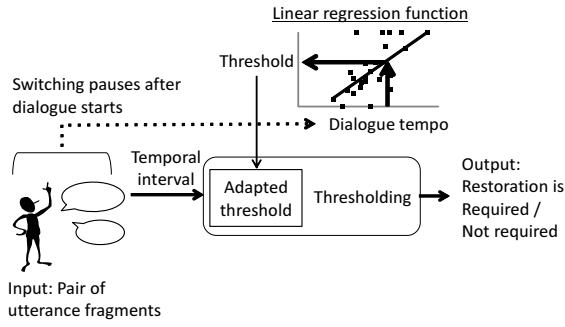 Linear regression function
Threshold
Switching pauses after
dialogue starts
Dialogue tempo
Temporal
interval
Adapted
threshold
Thresholding
Output:
Restoration is
Required /
Not required
Input: Pair of
utterance fragments